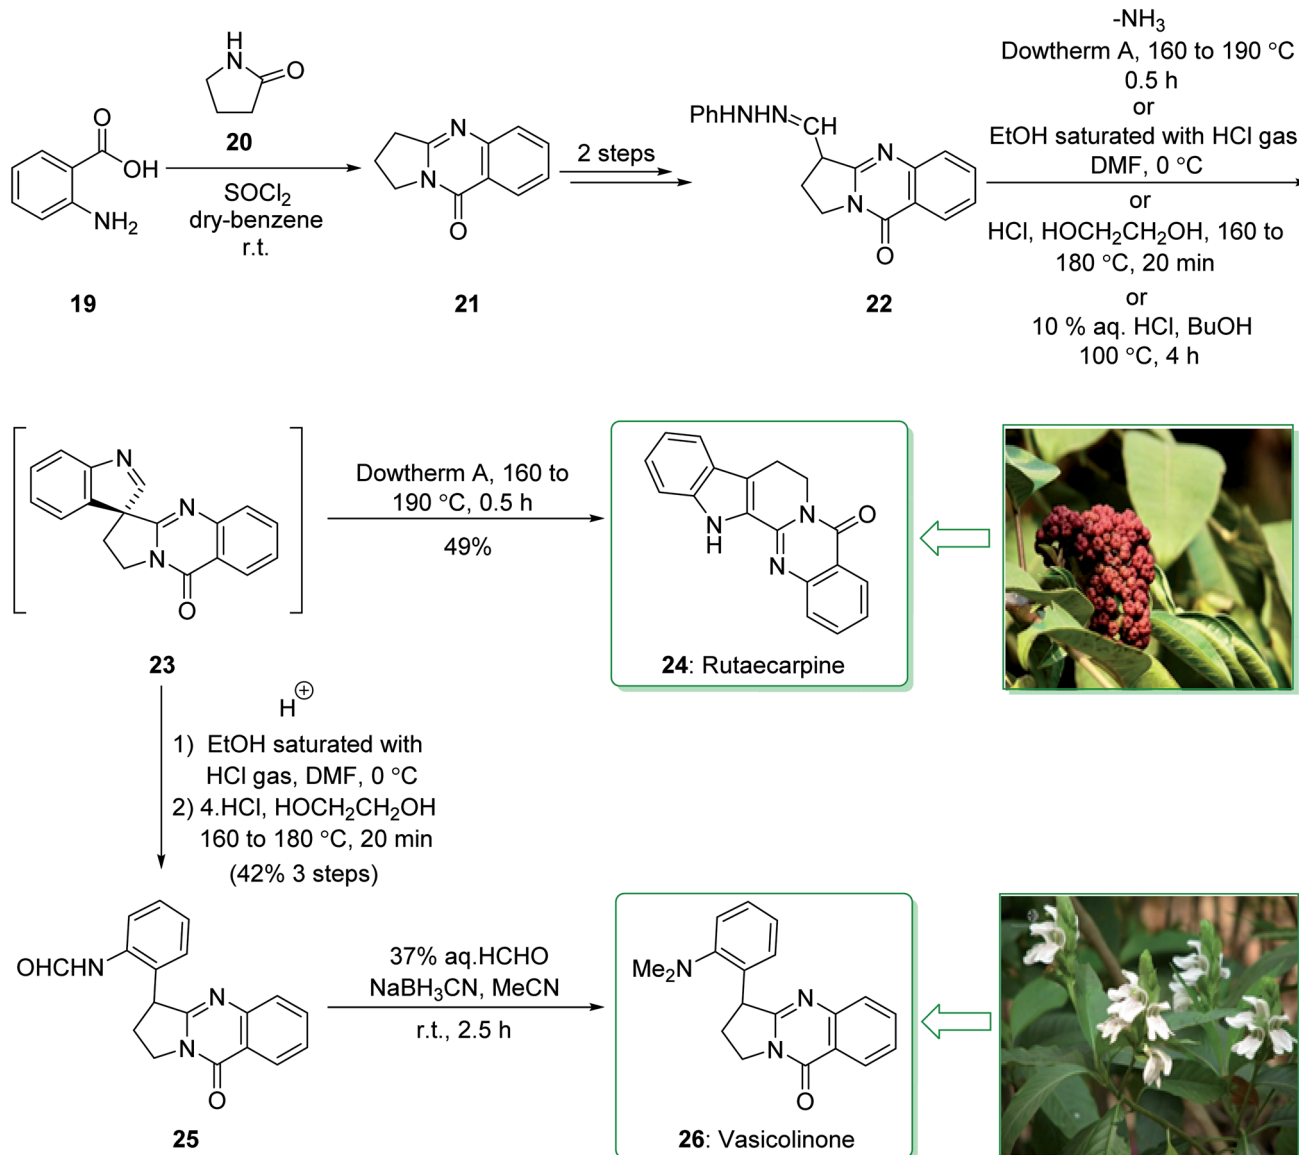 H
N
O
20
O
OH
NH₂
19
SOCl₂
dry-benzene
r.t.
N
N
O
21
2 steps
PhHNHN
CH
N
N
O
22
-NH₃
Dowtherm A, 160 to 190 °C
0.5 h
or
EtOH saturated with HCl gas
DMF, 0 °C
or
HCl, HOCH₂CH₂OH, 160 to
180 °C, 20 min
or
10 % aq. HCl, BuOH
100 °C, 4 h
N
N
N
O
23
Dowtherm A, 160 to
190 °C, 0.5 h
49%
N
H
N
O
N
24: Rutaecarpine
H⊕
1) EtOH saturated with
HCl gas, DMF, 0 °C
2) 4.HCl, HOCH₂CH₂OH
160 to 180 °C, 20 min
(42% 3 steps)
OHCHN
N
N
O
25
37% aq.HCHO
NaBH₃CN, MeCN
r.t., 2.5 h
Me₂N
N
N
O
26: Vasicolinone